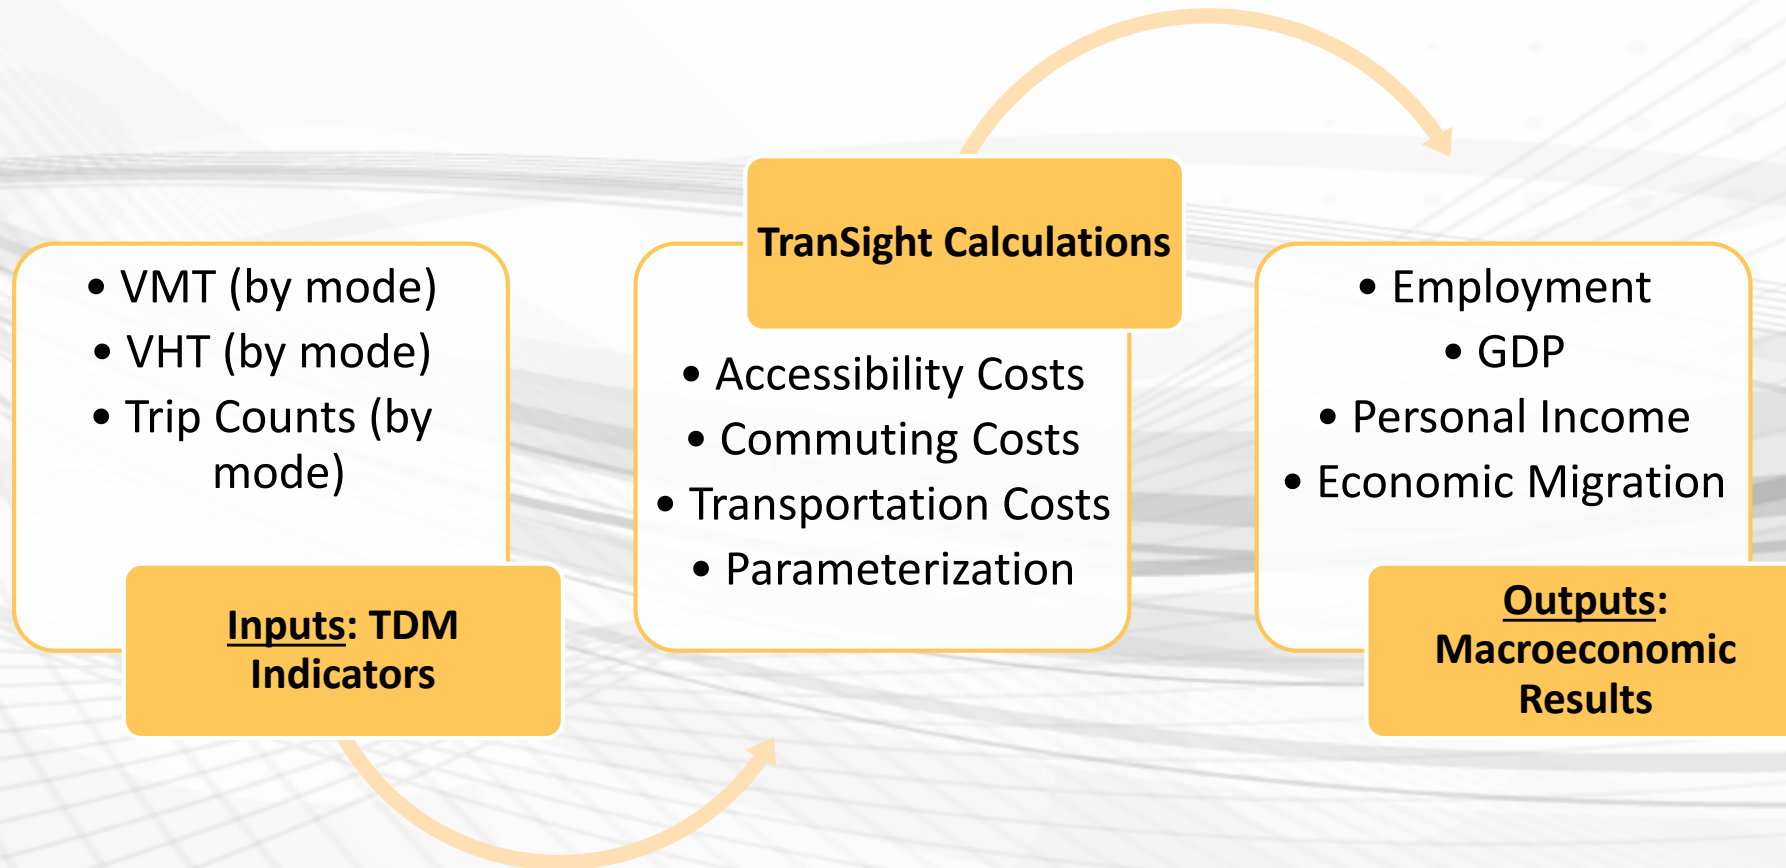 • VMT (by mode)
• VHT (by mode)
• Trip Counts (by
mode)
Inputs: TDM
Indicators
TranSight Calculations
• Accessibility Costs
• Commuting Costs
• Transportation Costs
• Parameterization
• Employment
• GDP
• Personal Income
• Economic Migration
Outputs:
Macroeconomic
Results